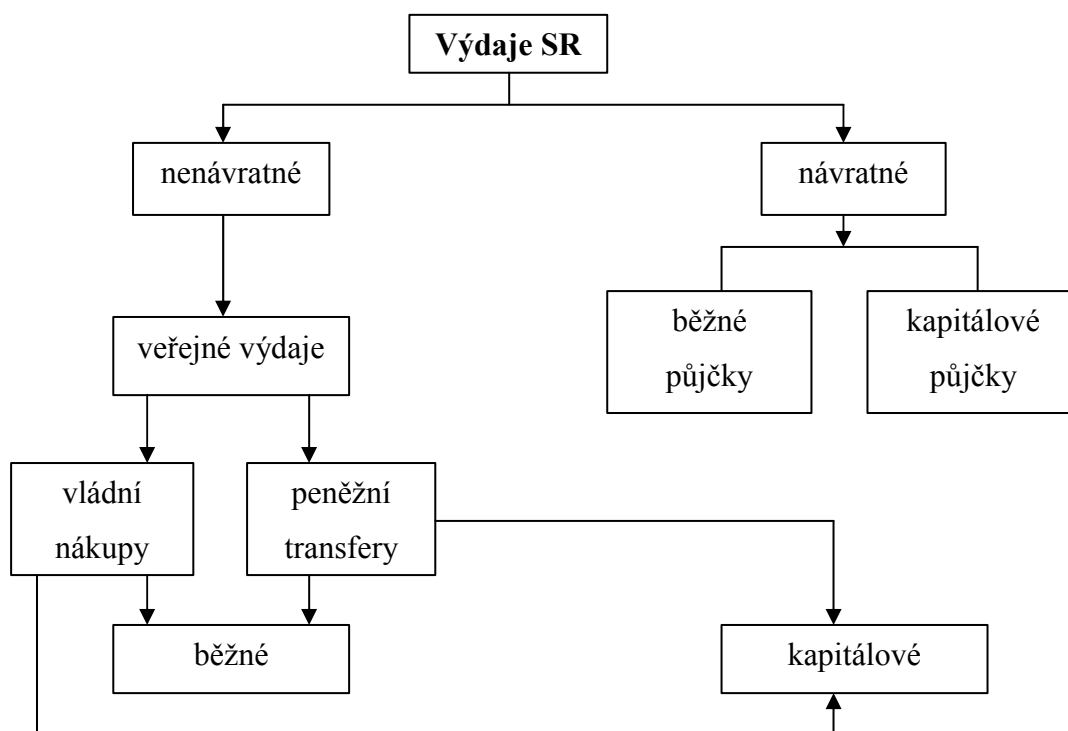 Výdaje SR
nenávratné
návratné
běžné
půjčky
kapitálové
půjčky
veřejné výdaje
vládní
nákupy
peněžní
transfery
běžné
kapitálové